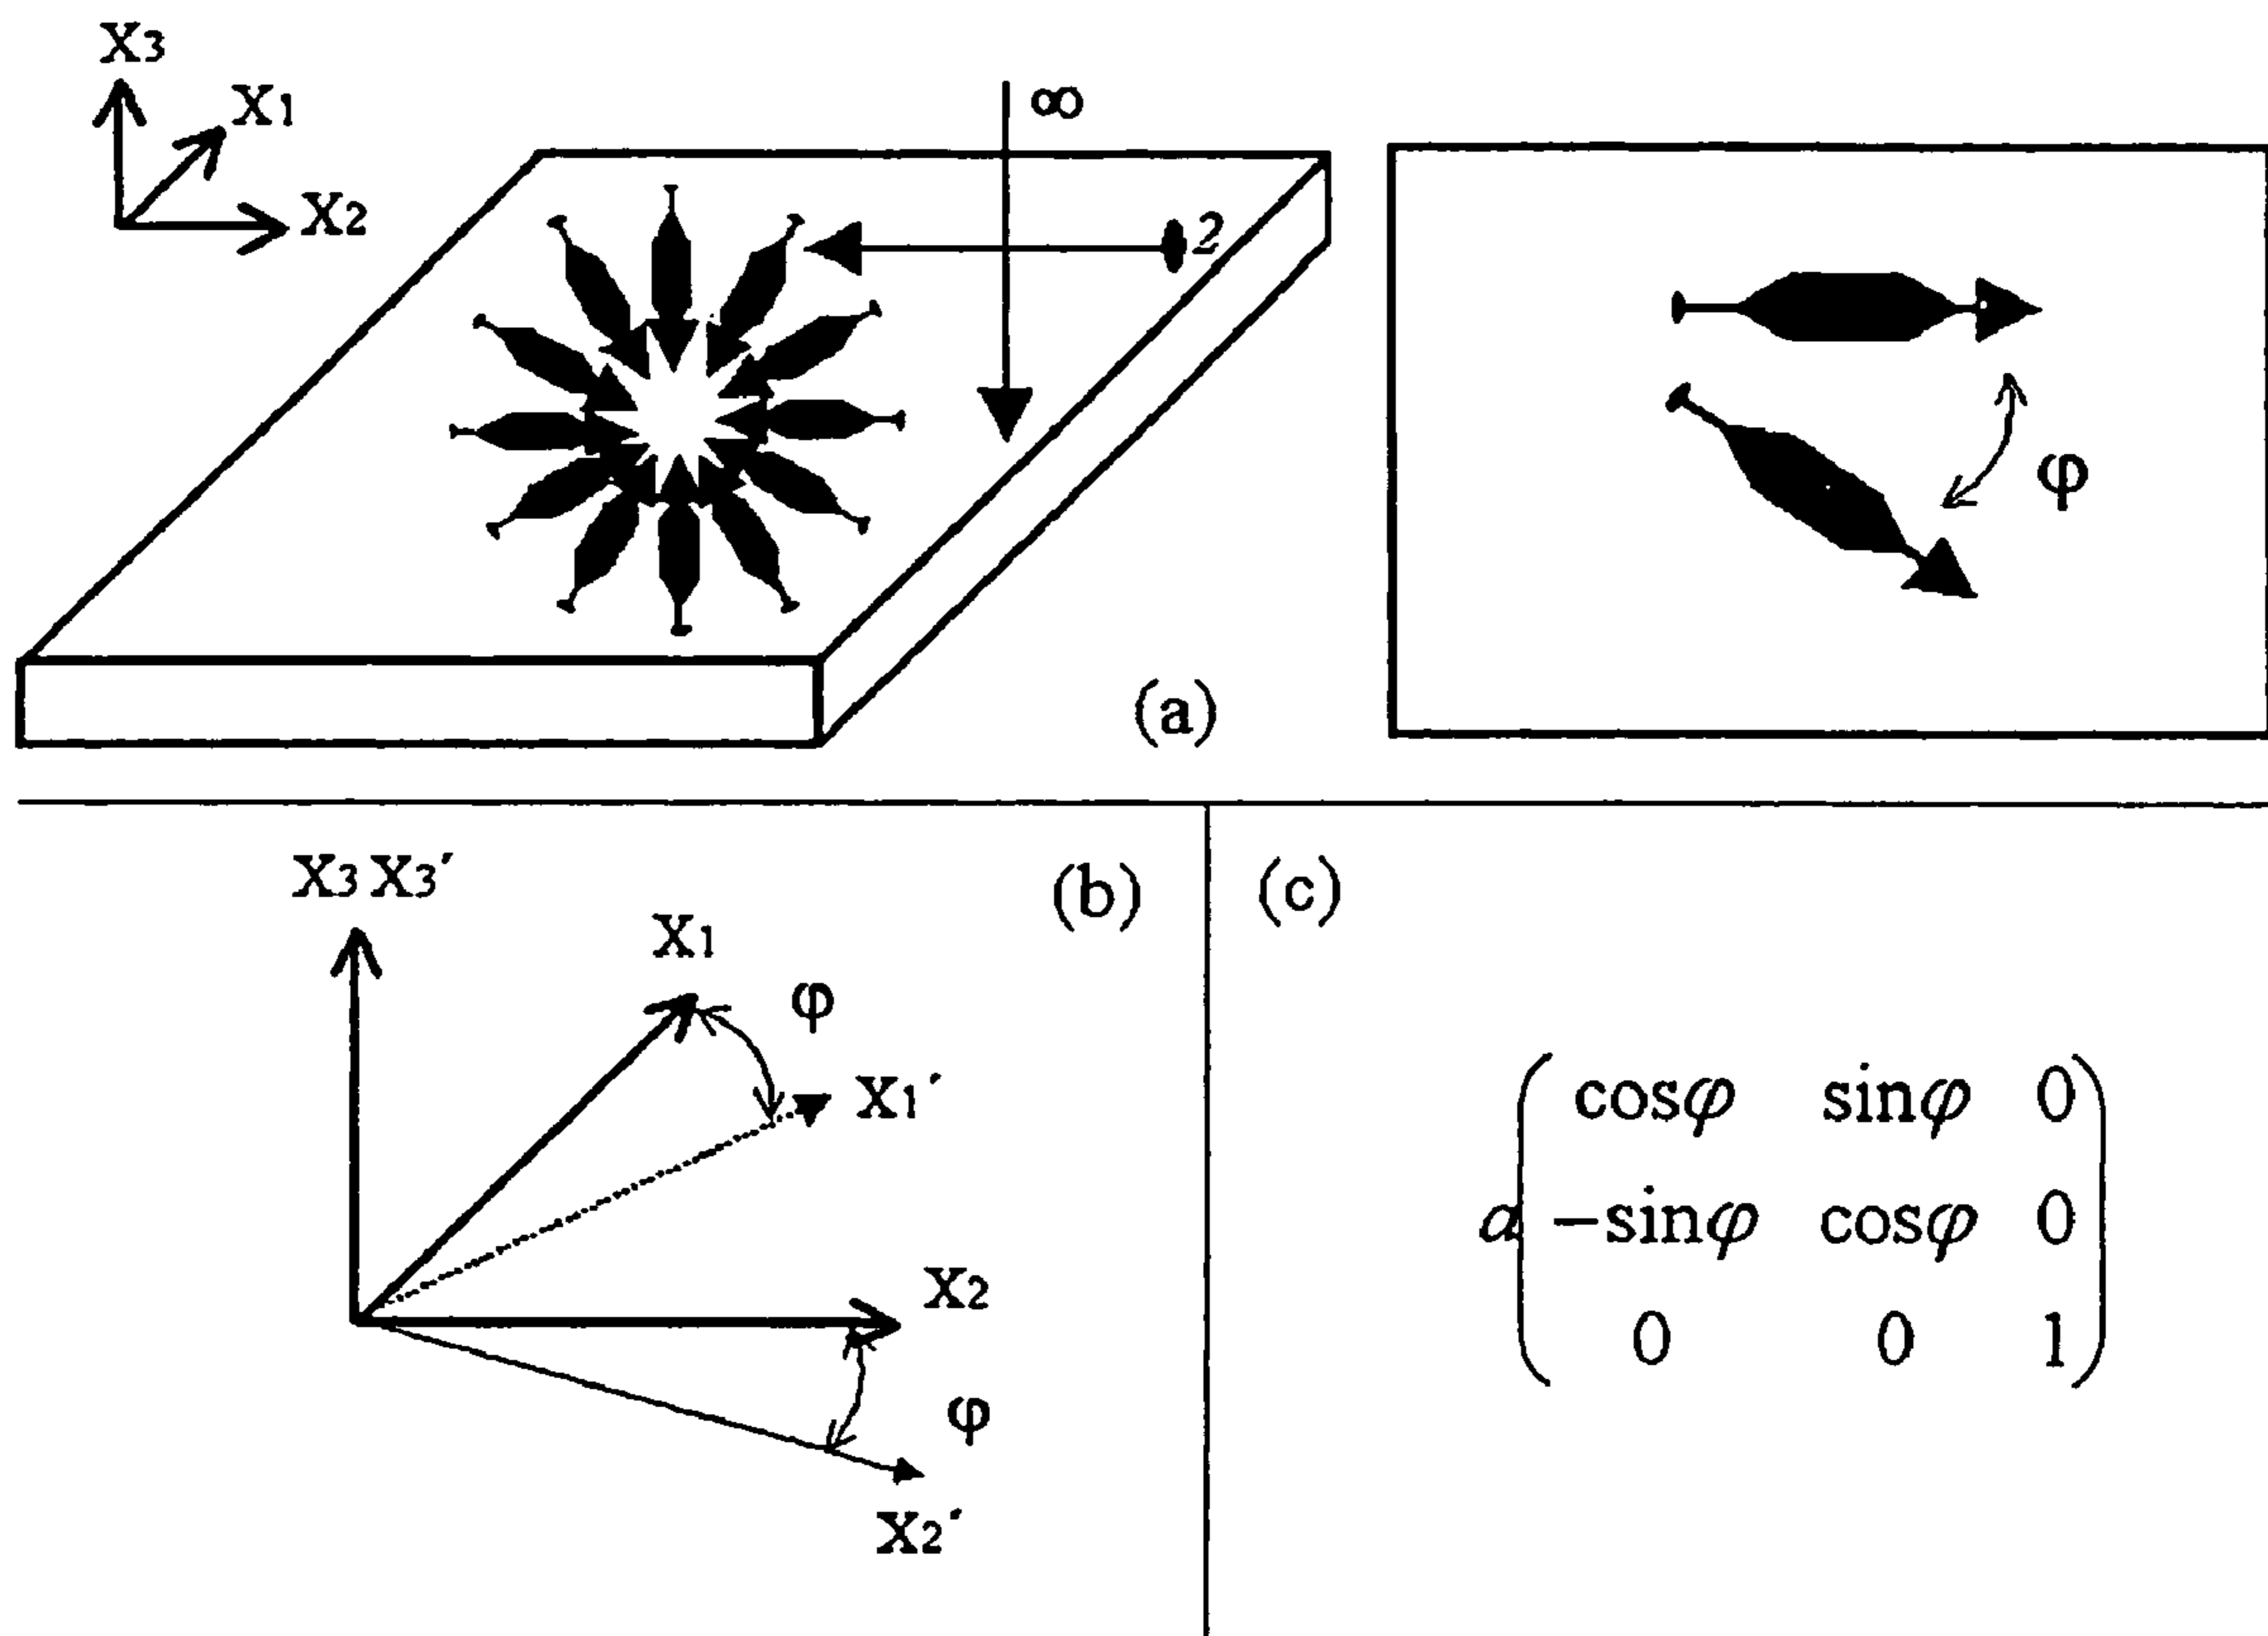 X3
X1
X2
∞
2
φ
(a)
X3 X3′
X1
φ
X1′
X2
φ
X2′
(b)
(c)
a ( cosφ sinφ 0
−sinφ cosφ 0
0 0 1 )